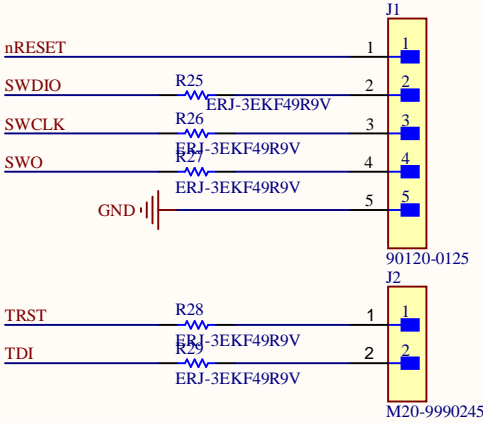 J1
nRESET 1 1
R25
SWDIO 2 2
ERJ-3EKF49R9V
R26
SWCLK 3 3
ERJ-3EKF49R9V
R27
SWO 4 4
ERJ-3EKF49R9V
GND 5 5
90120-0125
J2
R28
TRST 1 1
ERJ-3EKF49R9V
R29
TDI 2 2
ERJ-3EKF49R9V
M20-9990245